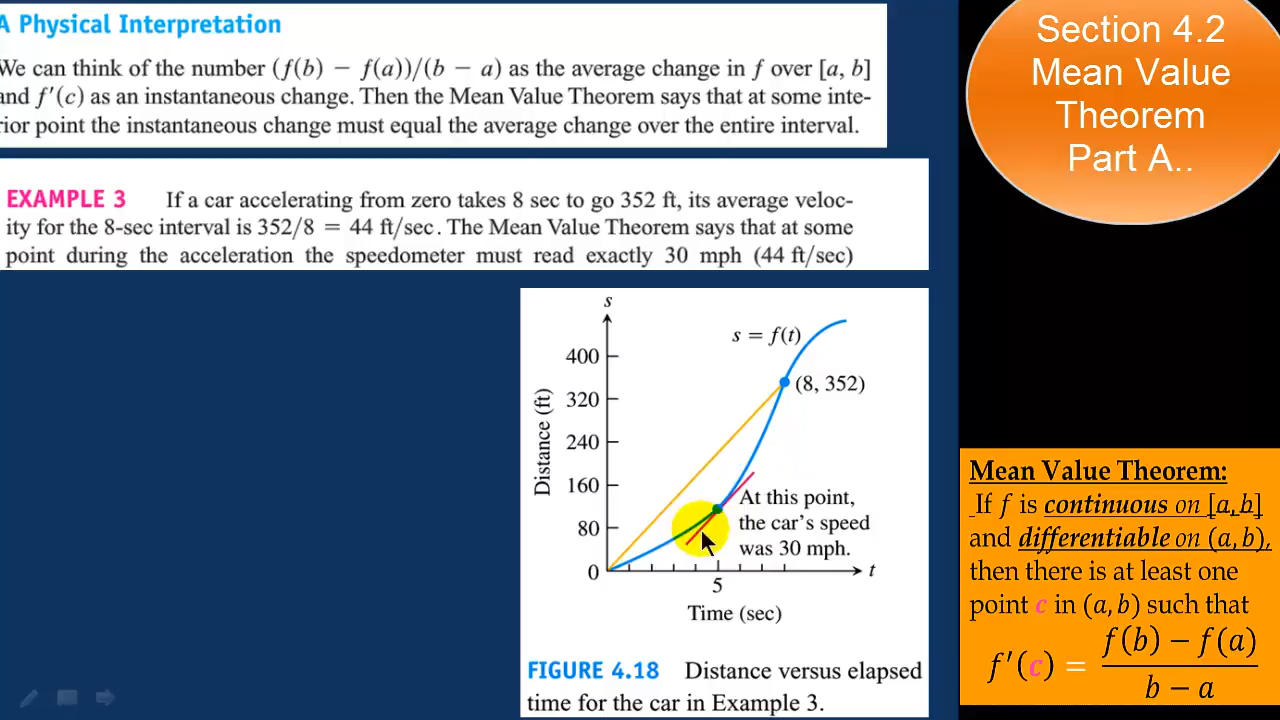 A Physical Interpretation
We can think of the number (f(b) − f(a))/(b − a) as the average change in f over [a, b]
and f′(c) as an instantaneous change. Then the Mean Value Theorem says that at some inte-
rior point the instantaneous change must equal the average change over the entire interval.
EXAMPLE 3 If a car accelerating from zero takes 8 sec to go 352 ft, its average veloc-
ity for the 8-sec interval is 352/8 = 44 ft/sec. The Mean Value Theorem says that at some
point during the acceleration the speedometer must read exactly 30 mph (44 ft/sec)
s
s = f(t)
400
(8, 352)
320
240
160
80
0
Distance (ft)
At this point,
the car's speed
was 30 mph.
t
5
Time (sec)
FIGURE 4.18 Distance versus elapsed
time for the car in Example 3.
Section 4.2
Mean Value
Theorem
Part A..
Mean Value Theorem:
If f is continuous on [a, b]
and differentiable on (a, b),
then there is at least one
point c in (a, b) such that
f′(c) = f(b) − f(a)
b − a